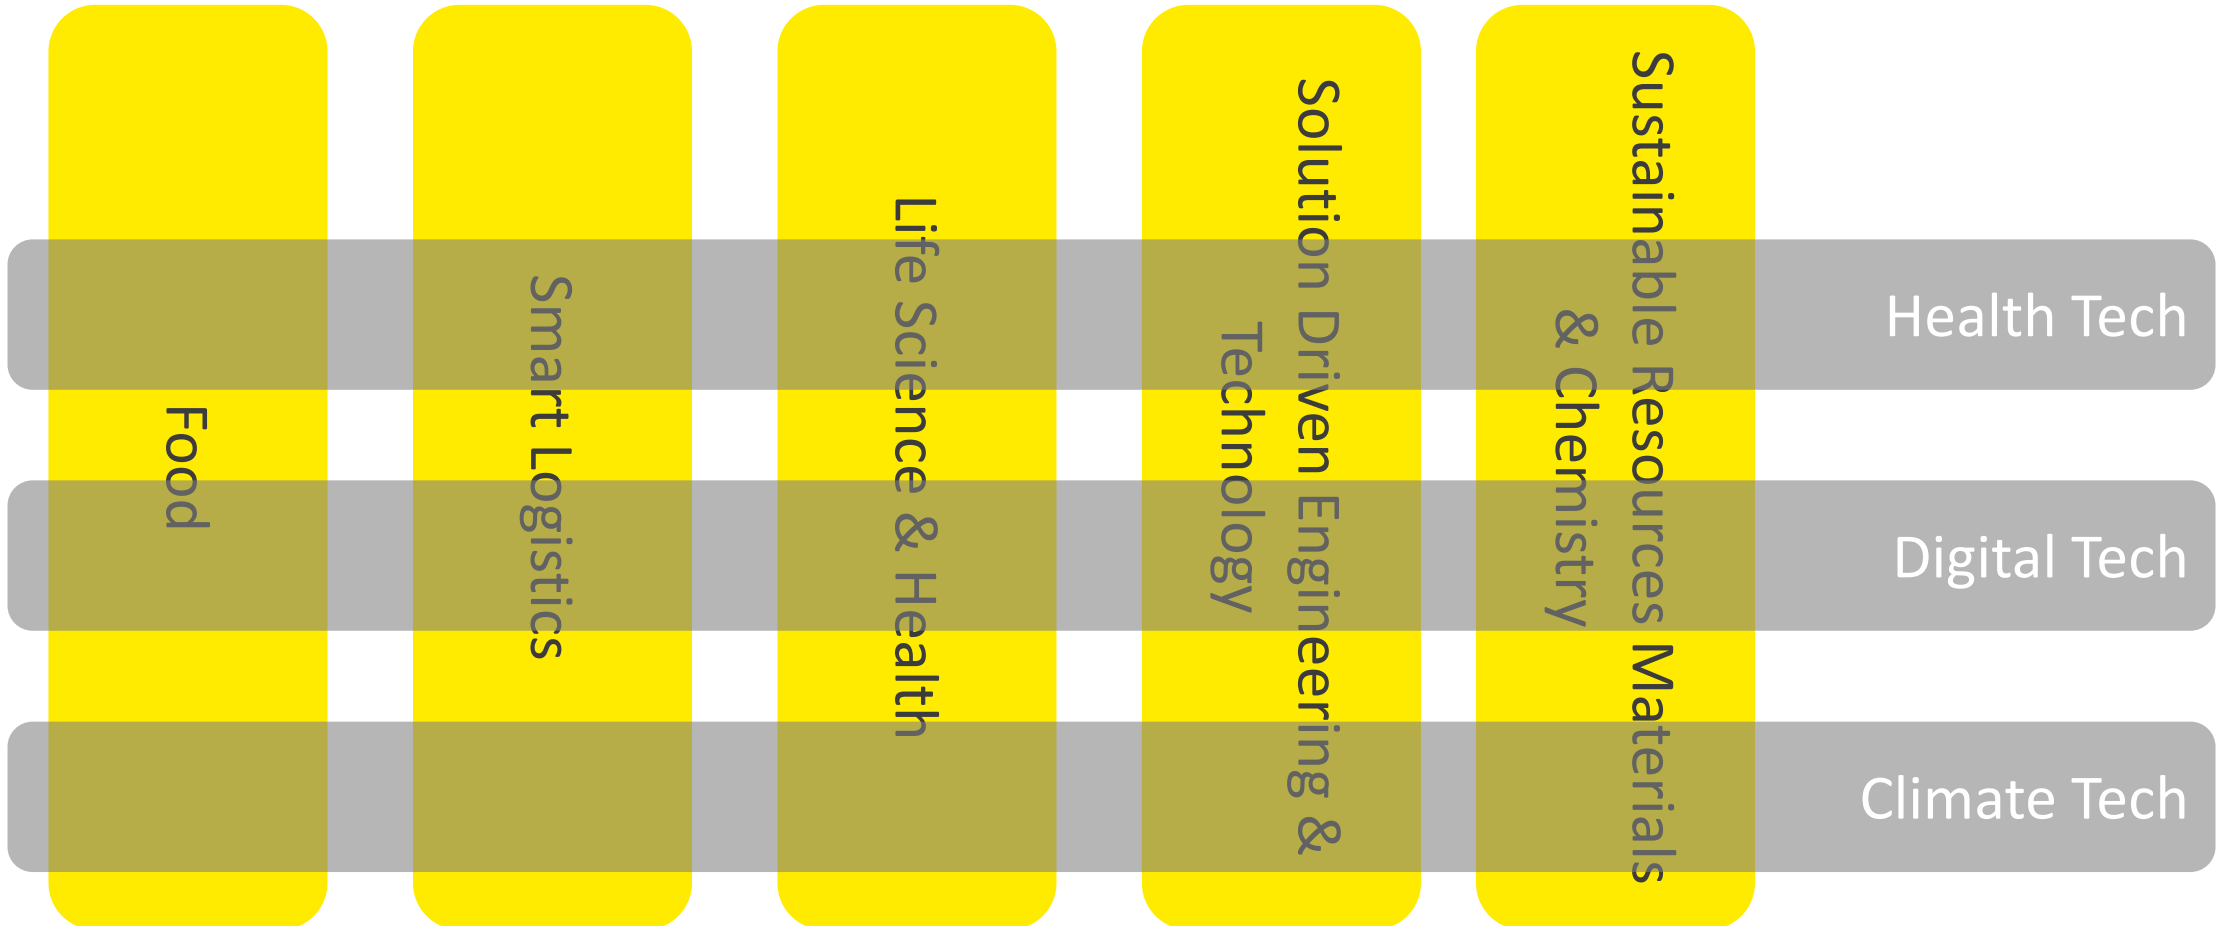 Food
Smart Logistics
Life Science & Health
Solution Driven Engineering &
Technology
Sustainable Resources Materials
& Chemistry
Health Tech
Digital Tech
Climate Tech